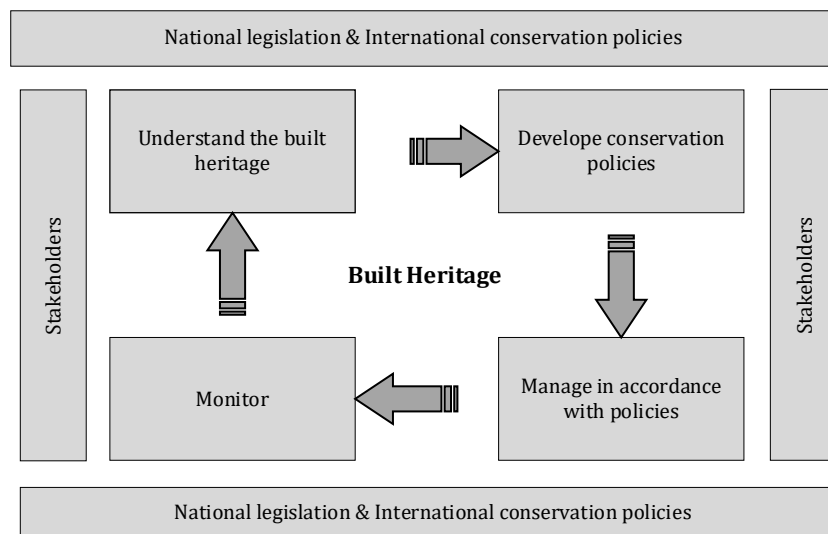 National legislation & International conservation policies
Stakeholders
Understand the built
heritage
Develope conservation
policies
Stakeholders
Built Heritage
Monitor
Manage in accordance
with policies
National legislation & International conservation policies